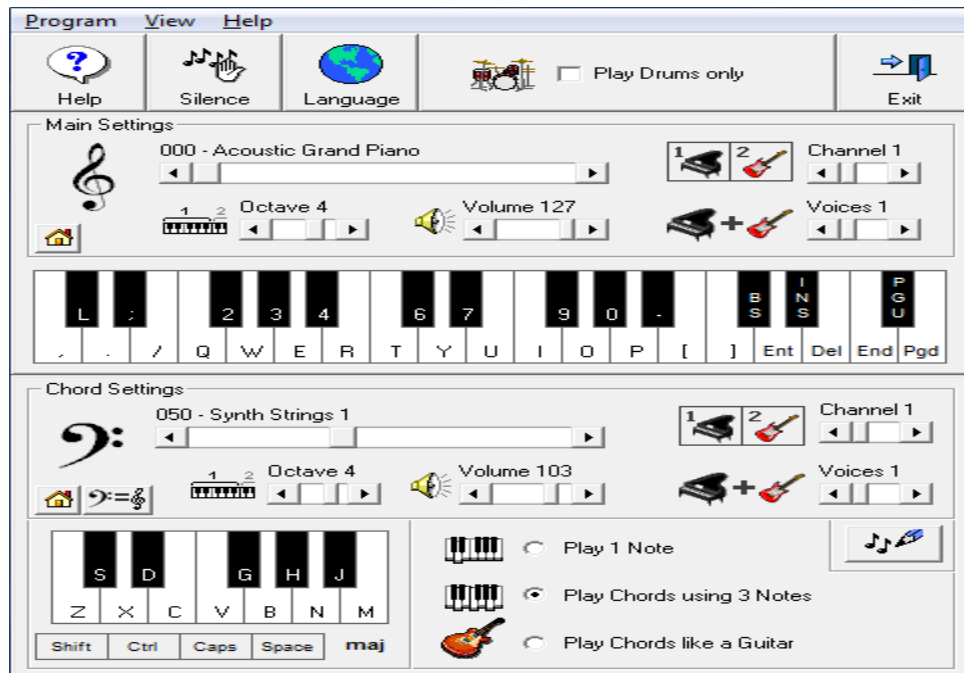 Program View Help
Help Silence Language Play Drums only Exit
Main Settings
000 - Acoustic Grand Piano 1 2 Channel 1
1 2 Octave 4 Volume 127 Voices 1
L ; 2 3 4 6 7 9 0 - BS INS PGU
, . / Q W E R T Y U I O P [ ] Ent Del End Pgd
Chord Settings
050 - Synth Strings 1 1 2 Channel 1
1 2 Octave 4 Volume 103 Voices 1
S D G H J
Z X C V B N M
Shift Ctrl Caps Space maj
Play 1 Note
Play Chords using 3 Notes
Play Chords like a Guitar